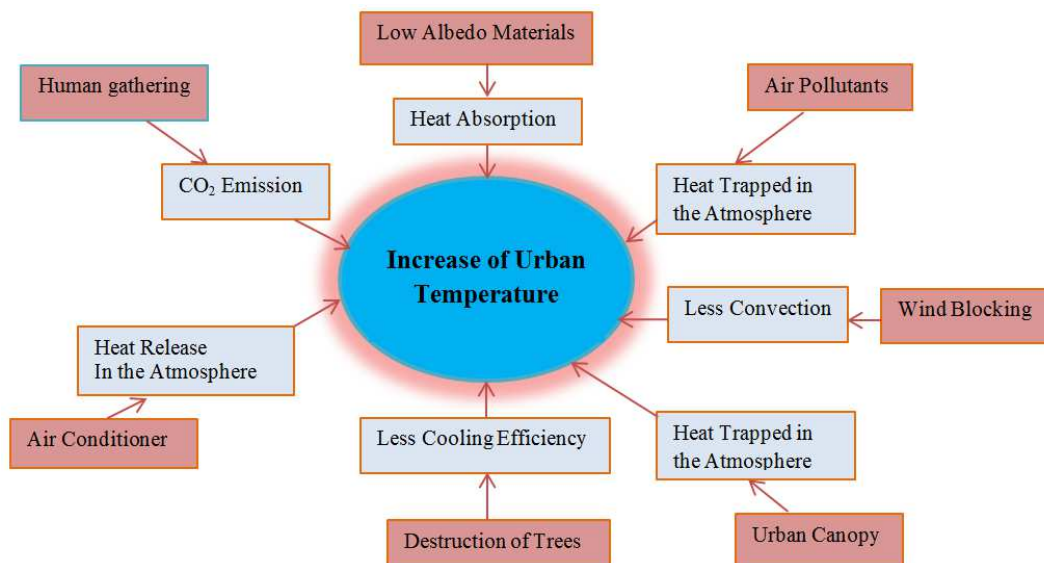 Low Albedo Materials
Human gathering
Air Pollutants
Heat Absorption
CO₂ Emission
Heat Trapped in
the Atmosphere
Increase of Urban
Temperature
Less Convection
Wind Blocking
Heat Release
In the Atmosphere
Air Conditioner
Less Cooling Efficiency
Heat Trapped in
the Atmosphere
Destruction of Trees
Urban Canopy